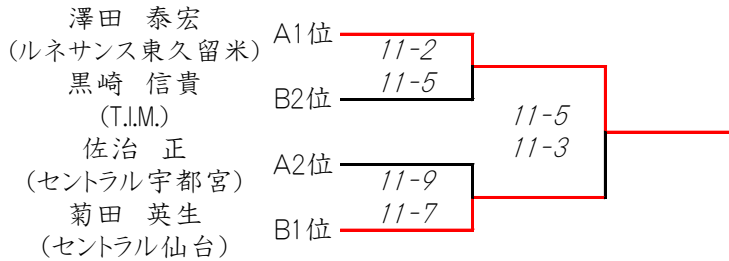 澤田 泰宏
(ルネサンス東久留米)
A1位
11-2
11-5
黒崎 信貴
(T.I.M.)
B2位
11-5
11-3
佐治 正
(セントラル宇都宮)
A2位
11-9
11-7
菊田 英生
(セントラル仙台)
B1位